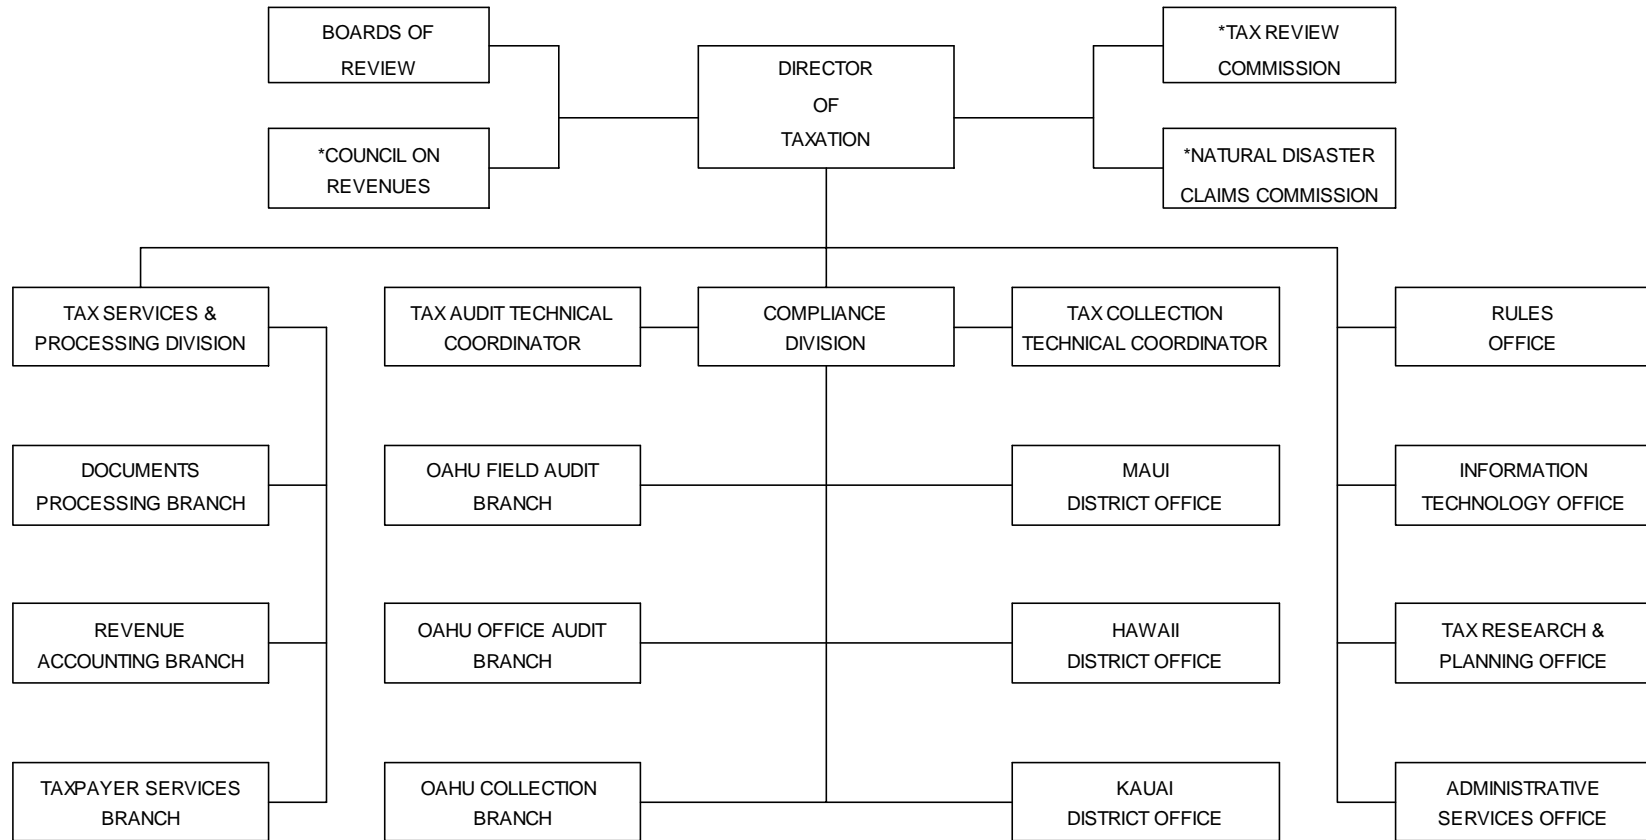 BOARDS OF
REVIEW
*COUNCIL ON
REVENUES
DIRECTOR
OF
TAXATION
*TAX REVIEW
COMMISSION
*NATURAL DISASTER
CLAIMS COMMISSION
TAX SERVICES &
PROCESSING DIVISION
TAX AUDIT TECHNICAL
COORDINATOR
COMPLIANCE
DIVISION
TAX COLLECTION
TECHNICAL COORDINATOR
RULES
OFFICE
DOCUMENTS
PROCESSING BRANCH
OAHU FIELD AUDIT
BRANCH
MAUI
DISTRICT OFFICE
INFORMATION
TECHNOLOGY OFFICE
REVENUE
ACCOUNTING BRANCH
OAHU OFFICE AUDIT
BRANCH
HAWAII
DISTRICT OFFICE
TAX RESEARCH &
PLANNING OFFICE
TAXPAYER SERVICES
BRANCH
OAHU COLLECTION
BRANCH
KAUAI
DISTRICT OFFICE
ADMINISTRATIVE
SERVICES OFFICE